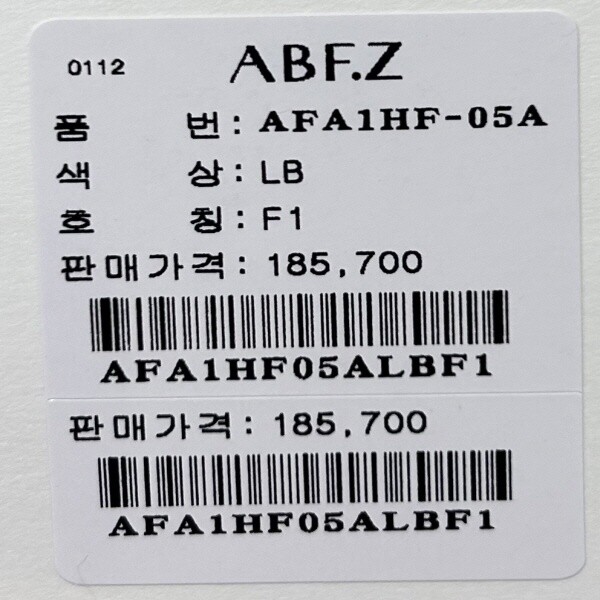 0112 ABF.Z
품 번 : AFA1HF-05A
색 상 : LB
호 칭 : F1
판매가격 : 185,700
AFA1HF05ALBF1
판매가격 : 185,700
AFA1HF05ALBF1